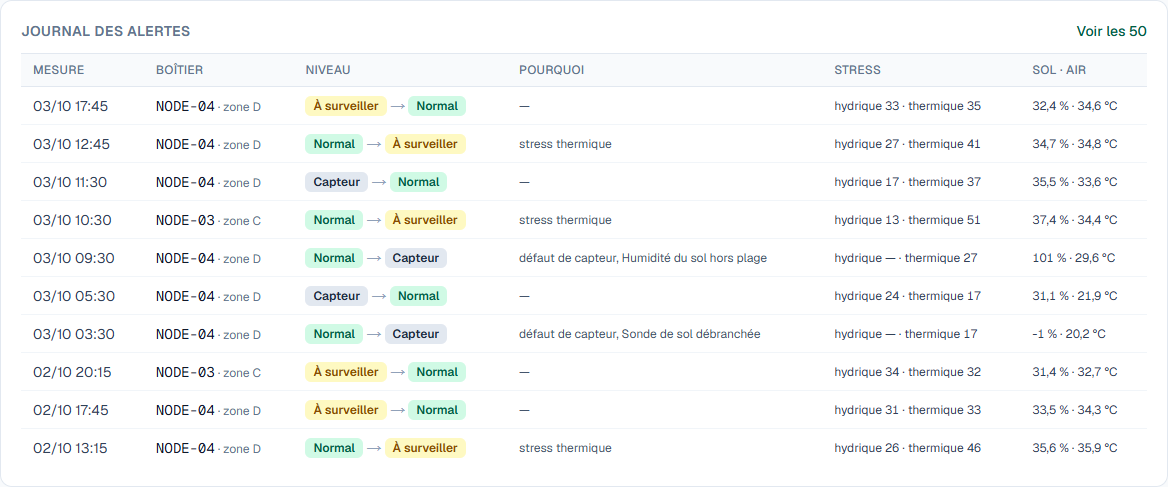 JOURNAL DES ALERTES Voir les 50
MESURE BOÎTIER NIVEAU POURQUOI STRESS SOL · AIR
03/10 17:45 NODE-04 · zone D À surveiller → Normal — hydrique 33 · thermique 35 32,4 % · 34,6 °C
03/10 12:45 NODE-04 · zone D Normal → À surveiller stress thermique hydrique 27 · thermique 41 34,7 % · 34,8 °C
03/10 11:30 NODE-04 · zone D Capteur → Normal — hydrique 17 · thermique 37 35,5 % · 33,6 °C
03/10 10:30 NODE-03 · zone C Normal → À surveiller stress thermique hydrique 13 · thermique 51 37,4 % · 34,4 °C
03/10 09:30 NODE-04 · zone D Normal → Capteur défaut de capteur, Humidité du sol hors plage hydrique — · thermique 27 101 % · 29,6 °C
03/10 05:30 NODE-04 · zone D Capteur → Normal — hydrique 24 · thermique 17 31,1 % · 21,9 °C
03/10 03:30 NODE-04 · zone D Normal → Capteur défaut de capteur, Sonde de sol débranchée hydrique — · thermique 17 -1 % · 20,2 °C
02/10 20:15 NODE-03 · zone C À surveiller → Normal — hydrique 34 · thermique 32 31,4 % · 32,7 °C
02/10 17:45 NODE-04 · zone D À surveiller → Normal — hydrique 31 · thermique 33 33,5 % · 34,3 °C
02/10 13:15 NODE-04 · zone D Normal → À surveiller stress thermique hydrique 26 · thermique 46 35,6 % · 35,9 °C